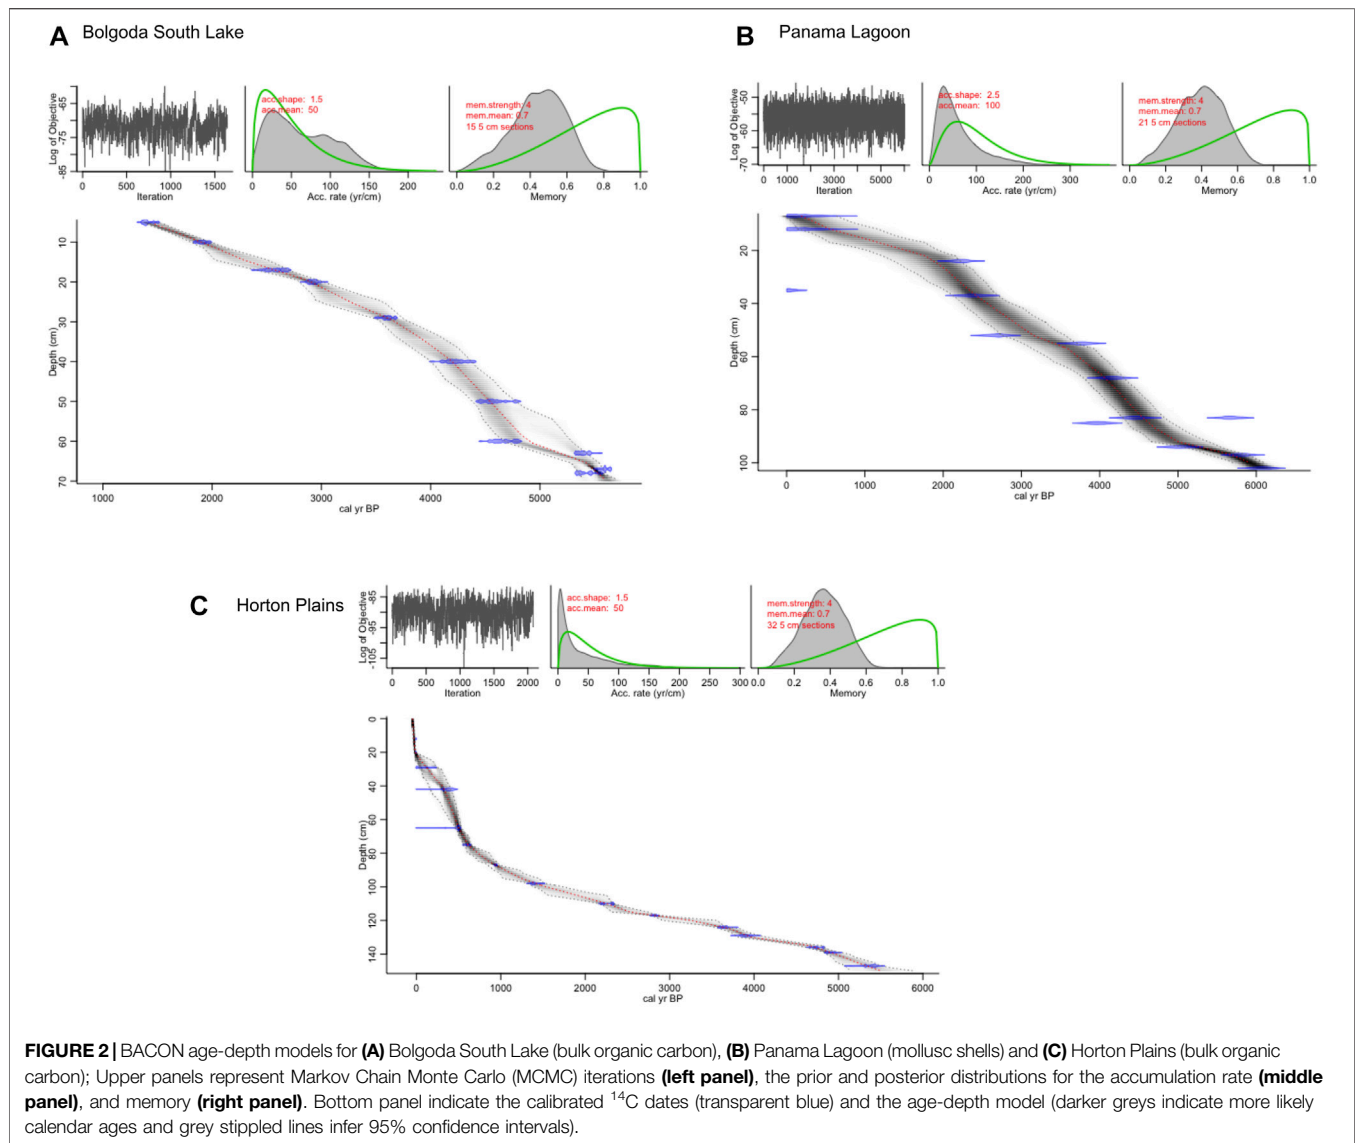 A Bolgoda South Lake
B Panama Lagoon
Log of Objective
-85 -75 -65
0 500 1000 1500
Iteration
acc.shape: 1.5
acc.mean: 50
0 50 100 150 200
Acc. rate (yr/cm)
mem.strength: 4
mem.mean: 0.7
15 5 cm sections
0.0 0.2 0.4 0.6 0.8 1.0
Memory
Depth (cm)
10 20 30 40 50 60 70
1000 2000 3000 4000 5000
cal yr BP
Log of Objective
-70 -60 -50
0 1000 3000 5000
Iteration
acc.shape: 2.5
acc.mean: 100
0 100 200 300
Acc. rate (yr/cm)
mem.strength: 4
mem.mean: 0.7
21 5 cm sections
0.0 0.2 0.4 0.6 0.8 1.0
Memory
Depth (cm)
20 40 60 80 100
0 1000 2000 3000 4000 5000 6000
cal yr BP
C Horton Plains
Log of Objective
-105 -95 -85
0 500 1000 1500 2000
Iteration
acc.shape: 1.5
acc.mean: 50
0 50 100 150 200 250 300
Acc. rate (yr/cm)
mem.strength: 4
mem.mean: 0.7
32 5 cm sections
0.0 0.2 0.4 0.6 0.8 1.0
Memory
Depth (cm)
0 20 40 60 80 100 120 140
0 1000 2000 3000 4000 5000 6000
cal yr BP
FIGURE 2 | BACON age-depth models for (A) Bolgoda South Lake (bulk organic carbon), (B) Panama Lagoon (mollusc shells) and (C) Horton Plains (bulk organic
carbon); Upper panels represent Markov Chain Monte Carlo (MCMC) iterations (left panel), the prior and posterior distributions for the accumulation rate (middle
panel), and memory (right panel). Bottom panel indicate the calibrated ¹⁴C dates (transparent blue) and the age-depth model (darker greys indicate more likely
calendar ages and grey stippled lines infer 95% confidence intervals).